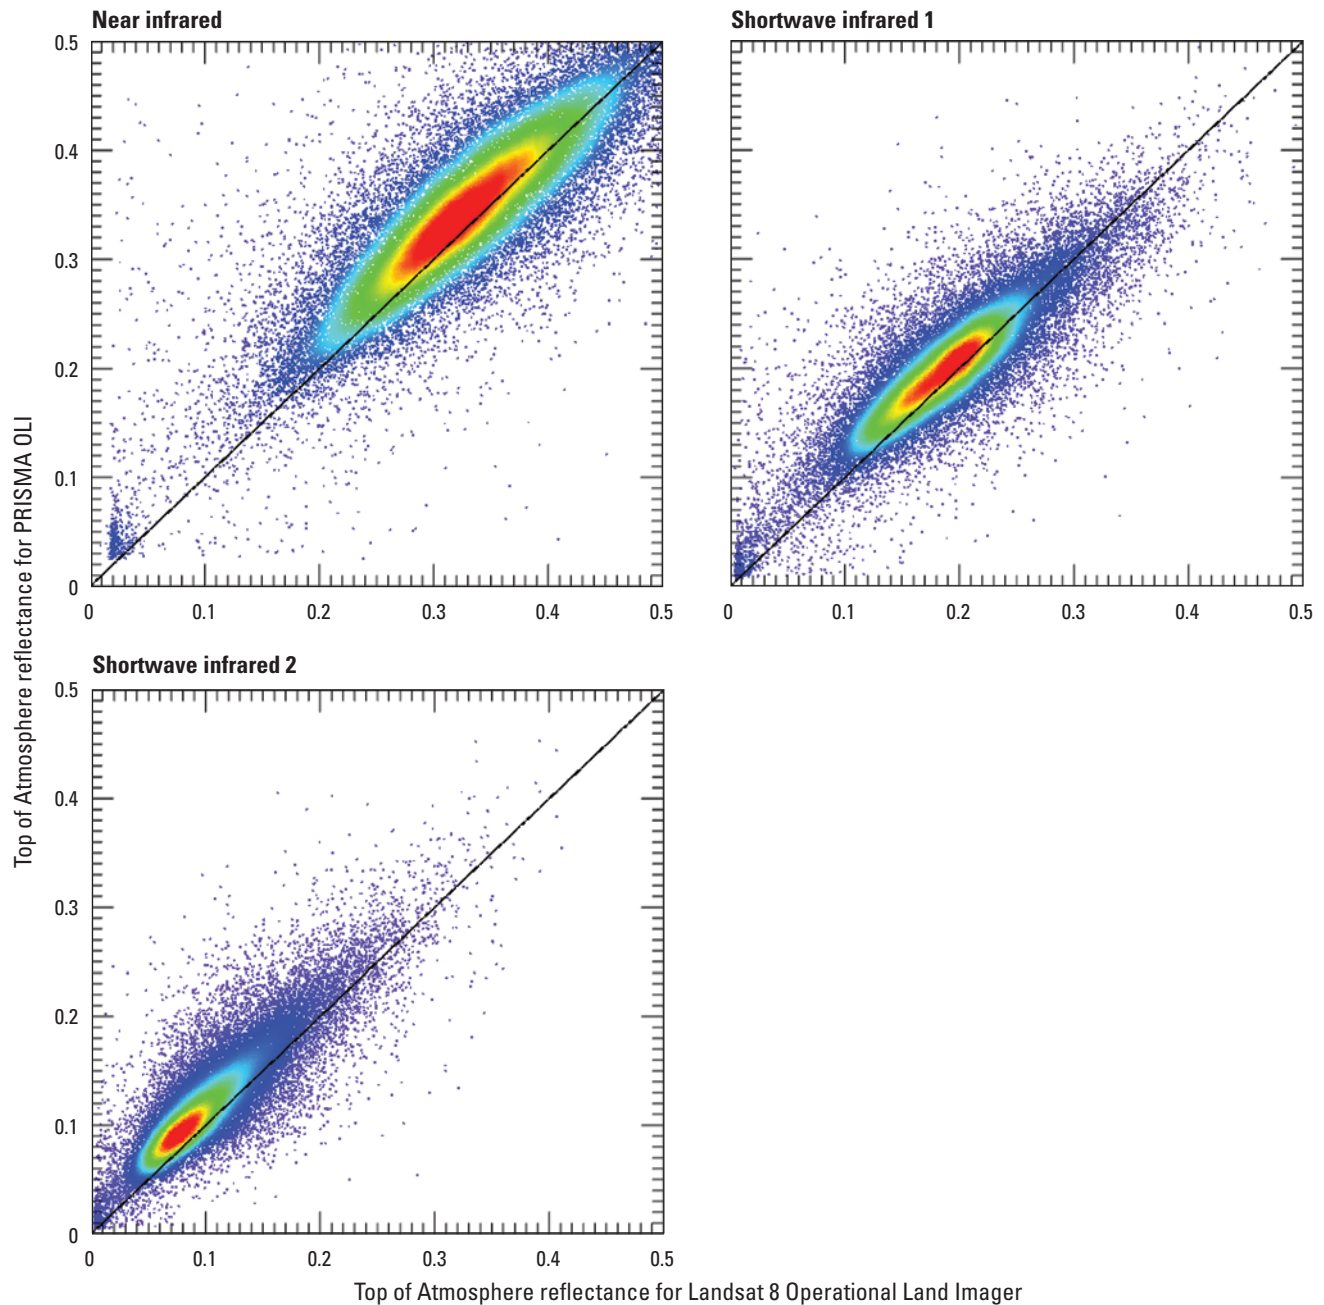 Near infrared
Shortwave infrared 1
0.5
0.4
0.3
0.2
0.1
0
0 0.1 0.2 0.3 0.4 0.5
0 0.1 0.2 0.3 0.4 0.5
Shortwave infrared 2
0.5
0.4
0.3
0.2
0.1
0
0 0.1 0.2 0.3 0.4 0.5
Top of Atmosphere reflectance for PRISMA OLI
Top of Atmosphere reflectance for Landsat 8 Operational Land Imager